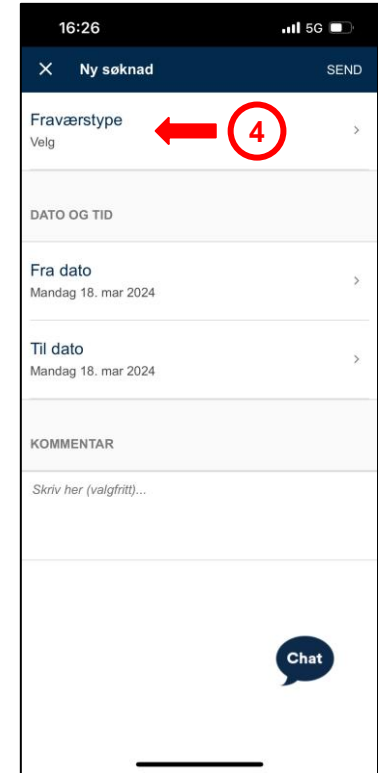 16:26 5G
Ny søknad SEND
Fraværstype
Velg
4
DATO OG TID
Fra dato
Mandag 18. mar 2024
Til dato
Mandag 18. mar 2024
KOMMENTAR
Skriv her (valgfritt)...
Chat